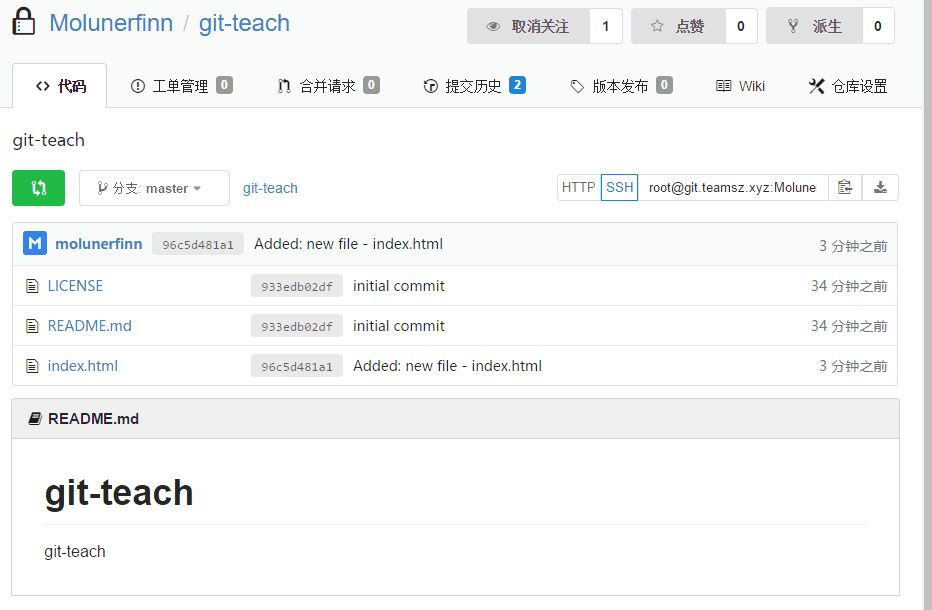 Molunerfinn / git-teach 取消关注 1 点赞 0 派生 0
代码 工单管理 0 合并请求 0 提交历史 2 版本发布 0 Wiki 仓库设置
git-teach
分支: master git-teach HTTP SSH root@git.teamsz.xyz:Molune
M molunerfinn 96c5d481a1 Added: new file - index.html 3 分钟之前
LICENSE 933edb02df initial commit 34 分钟之前
README.md 933edb02df initial commit 34 分钟之前
index.html 96c5d481a1 Added: new file - index.html 3 分钟之前
README.md
git-teach
git-teach